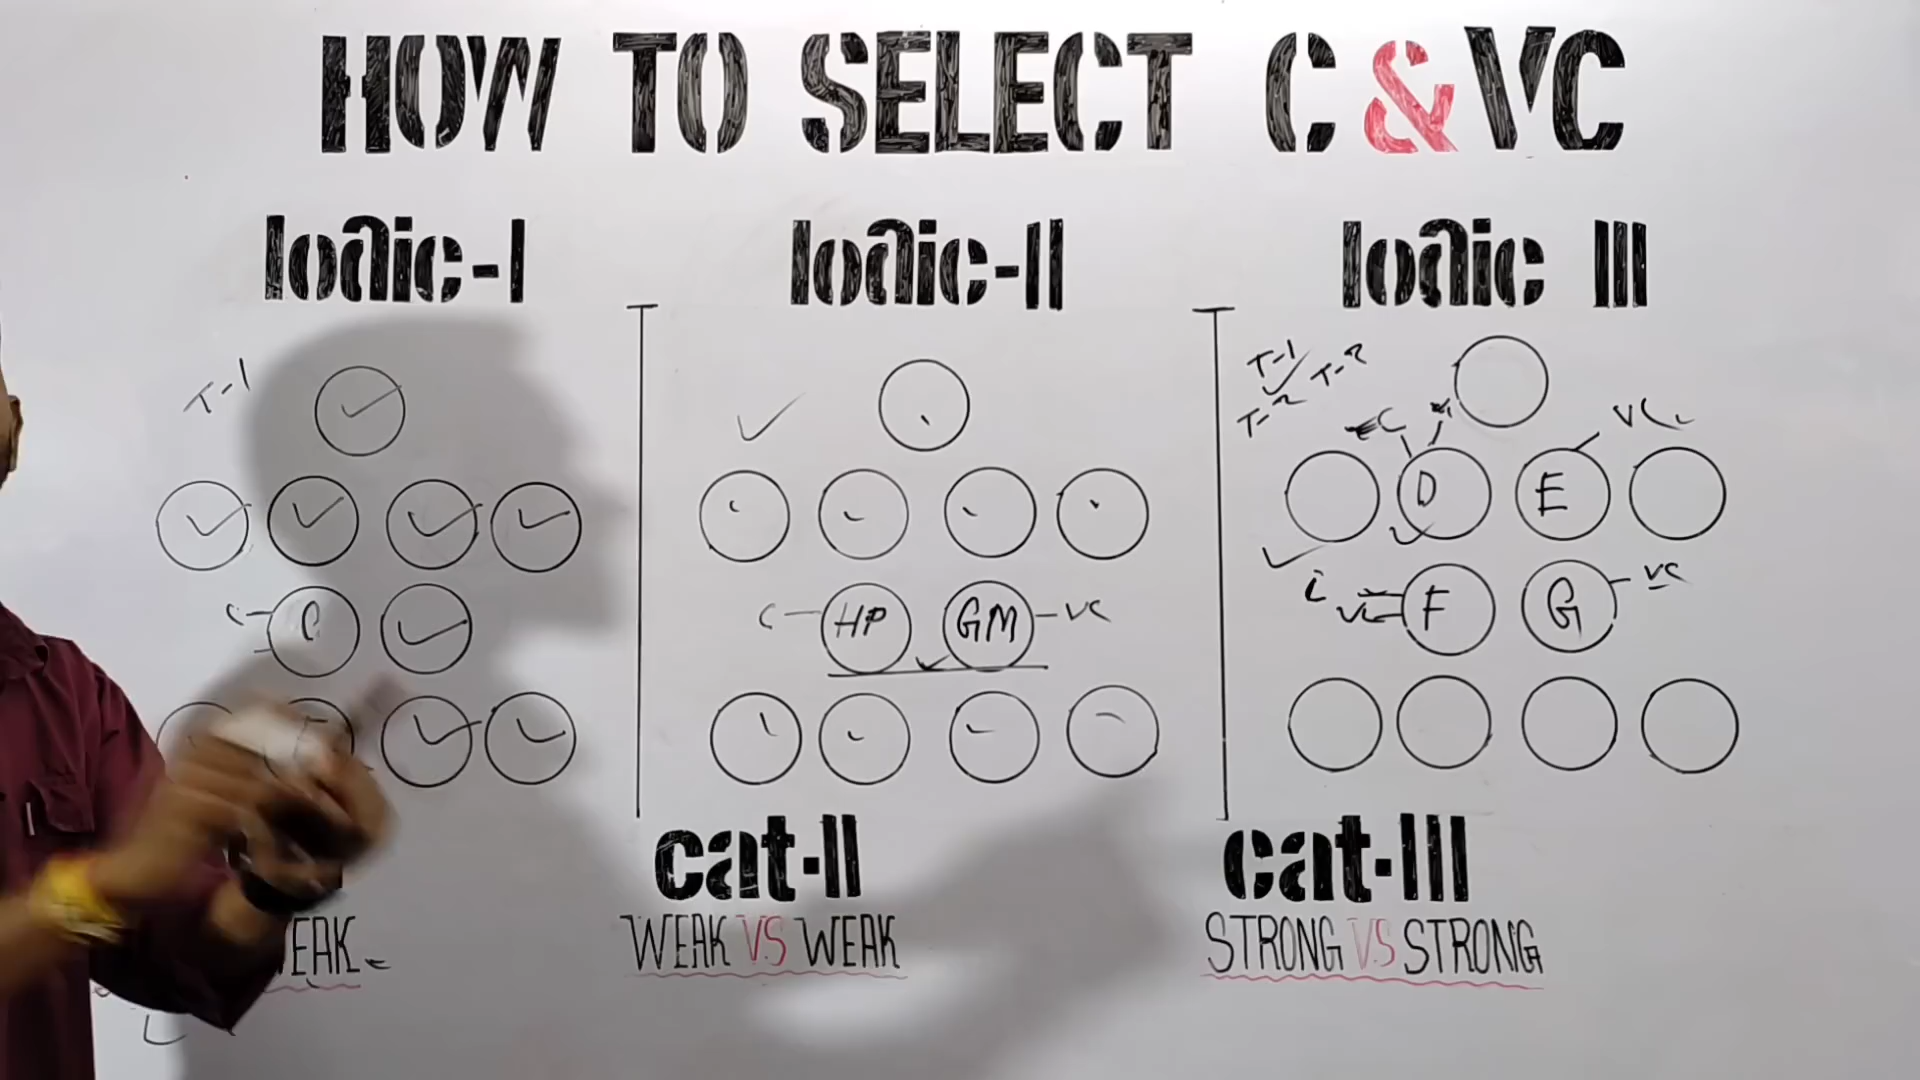 HOW TO SELECT C & VC
logic-I
logic-II
logic III
T-1
C
C
HP
GM
C
VC
T-1
T-2
T-2
C
VC
D
E
F
G
VC
VC
cat-II
cat-III
WEAK VS WEAK
STRONG VS STRONG